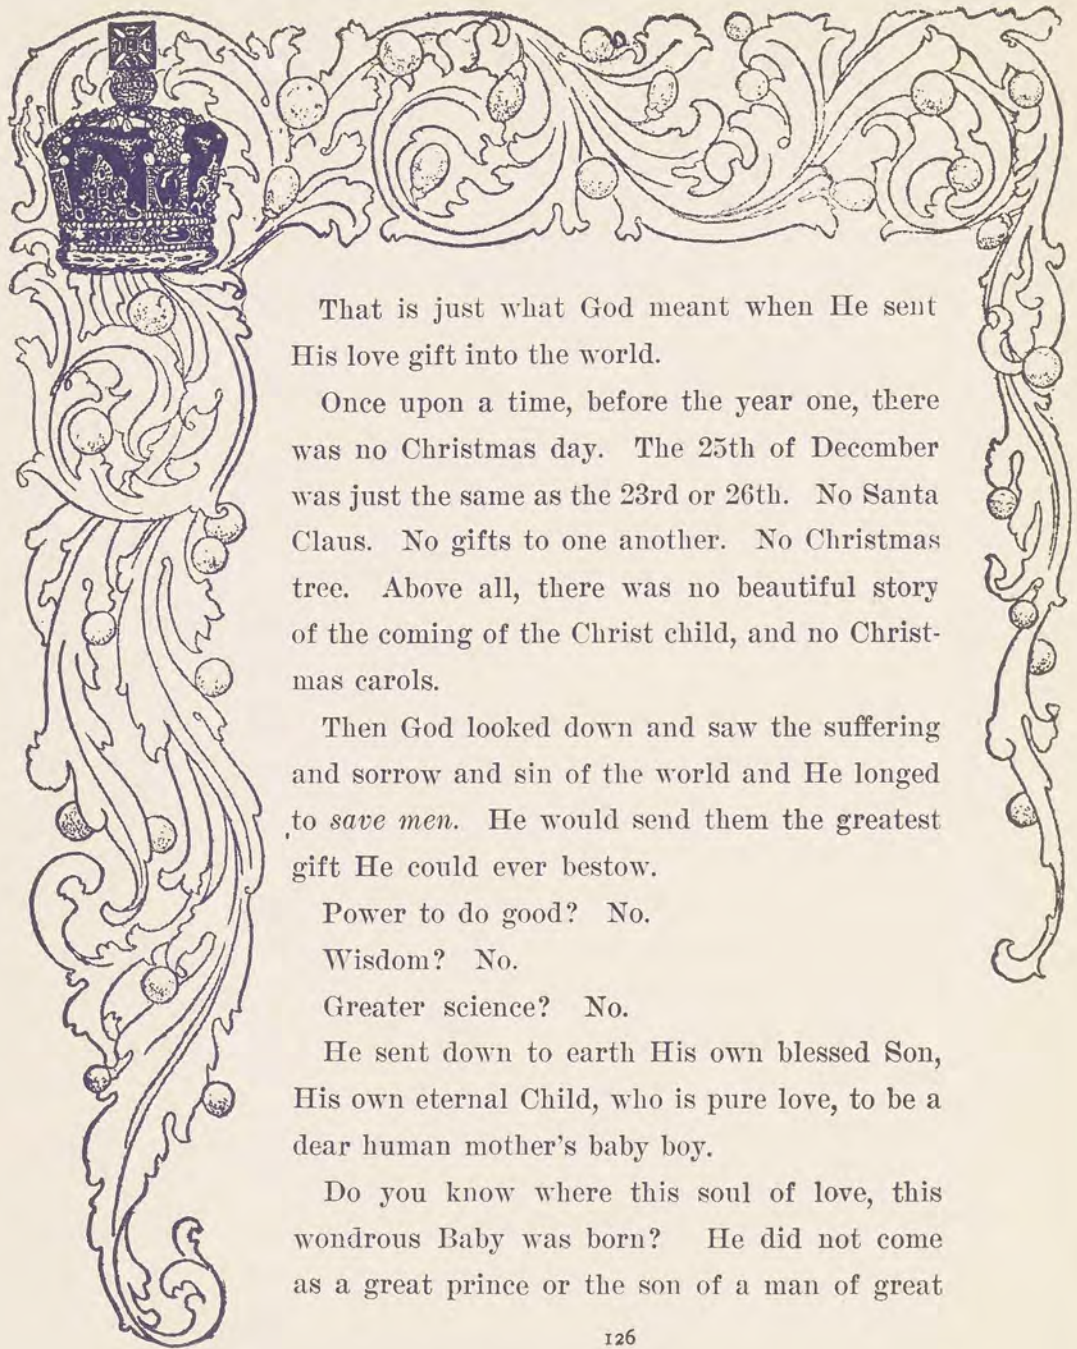 That is just what God meant when He sent
His love gift into the world.
Once upon a time, before the year one, there
was no Christmas day. The 25th of December
was just the same as the 23rd or 26th. No Santa
Claus. No gifts to one another. No Christmas
tree. Above all, there was no beautiful story
of the coming of the Christ child, and no Christ-
mas carols.
Then God looked down and saw the suffering
and sorrow and sin of the world and He longed
to save men. He would send them the greatest
gift He could ever bestow.
Power to do good? No.
Wisdom? No.
Greater science? No.
He sent down to earth His own blessed Son,
His own eternal Child, who is pure love, to be a
dear human mother's baby boy.
Do you know where this soul of love, this
wondrous Baby was born? He did not come
as a great prince or the son of a man of great
126